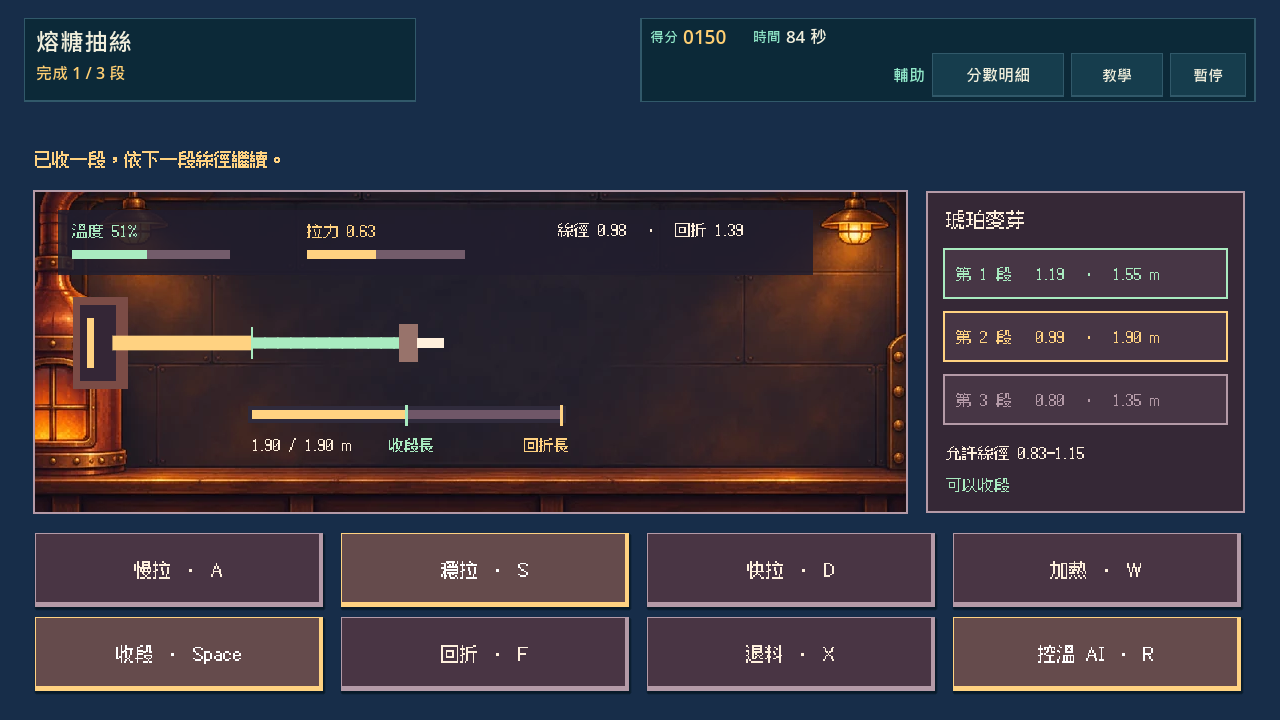 熔糖抽絲
完成 1 / 3 段
得分 0150 時間 84 秒
輔助 分數明細 教學 暫停
已收一段，依下一段絲徑繼續。
溫度 51% 拉力 0.63 絲徑 0.98 · 回折 1.39
琥珀麥芽
第 1 段 1.19 · 1.55 m
第 2 段 0.99 · 1.90 m
第 3 段 0.80 · 1.35 m
1.90 / 1.90 m 收段長 回折長
允許絲徑 0.83-1.15
可以收段
慢拉 · A 穩拉 · S 快拉 · D 加熱 · W
收段 · Space 回折 · F 退料 · X 控溫 AI · R